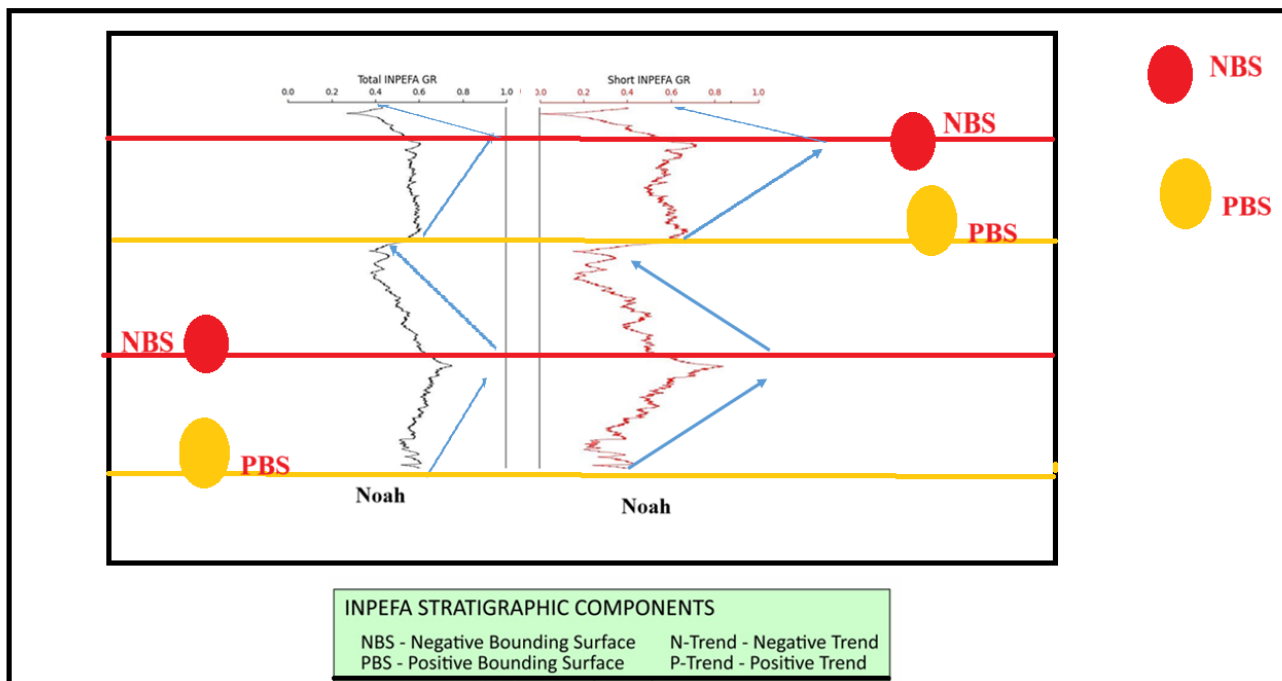 NBS
PBS
Total INPEFA GR
Short INPEFA GR
0.0 0.2 0.4 0.6 0.8 1.0
0.0 0.2 0.4 0.6 0.8 1.0
NBS
PBS
NBS
PBS
Noah
Noah
INPEFA STRATIGRAPHIC COMPONENTS
NBS - Negative Bounding Surface N-Trend - Negative Trend
PBS - Positive Bounding Surface P-Trend - Positive Trend